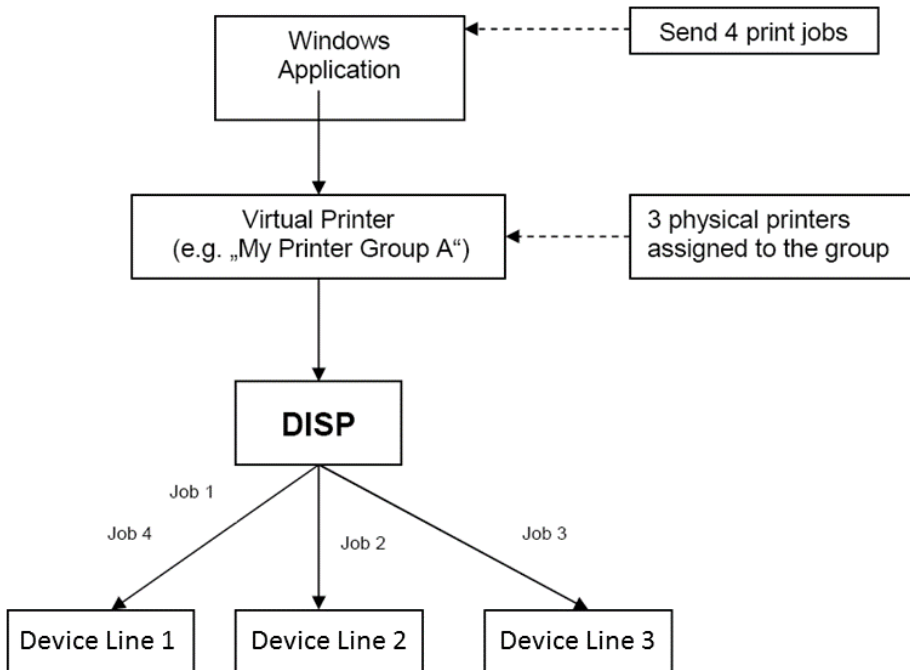 Windows
Application
Send 4 print jobs
Virtual Printer
(e.g. „My Printer Group A“)
3 physical printers
assigned to the group
DISP
Job 1
Job 4
Job 2
Job 3
Device Line 1
Device Line 2
Device Line 3